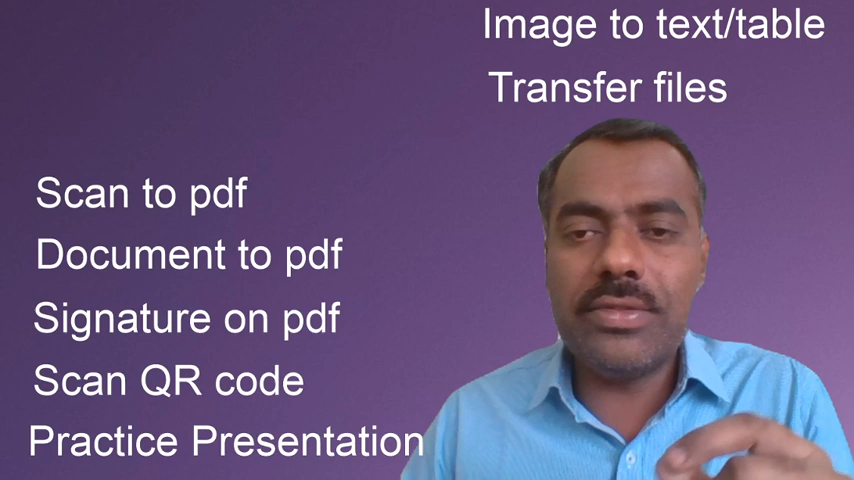 Image to text/table
Transfer files
Scan to pdf
Document to pdf
Signature on pdf
Scan QR code
Practice Presentation